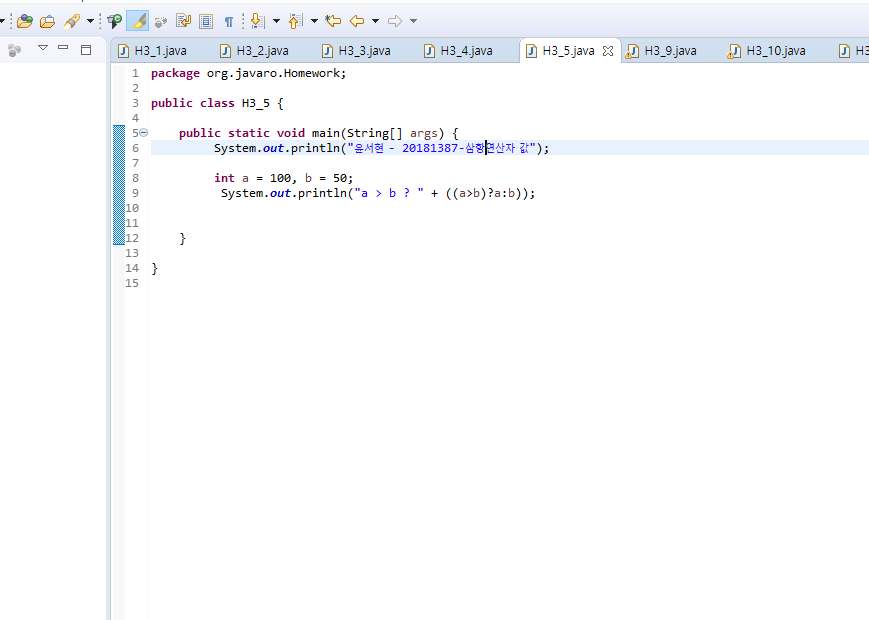 H3_1.java H3_2.java H3_3.java H3_4.java H3_5.java H3_9.java H3_10.java H3
1 package org.javaro.Homework;
2
3 public class H3_5 {
4
5 public static void main(String[] args) {
6 System.out.println("윤서현 - 20181387-삼항연산자 값");
7
8 int a = 100, b = 50;
9 System.out.println("a > b ? " + ((a>b)?a:b));
10
11
12 }
13
14 }
15